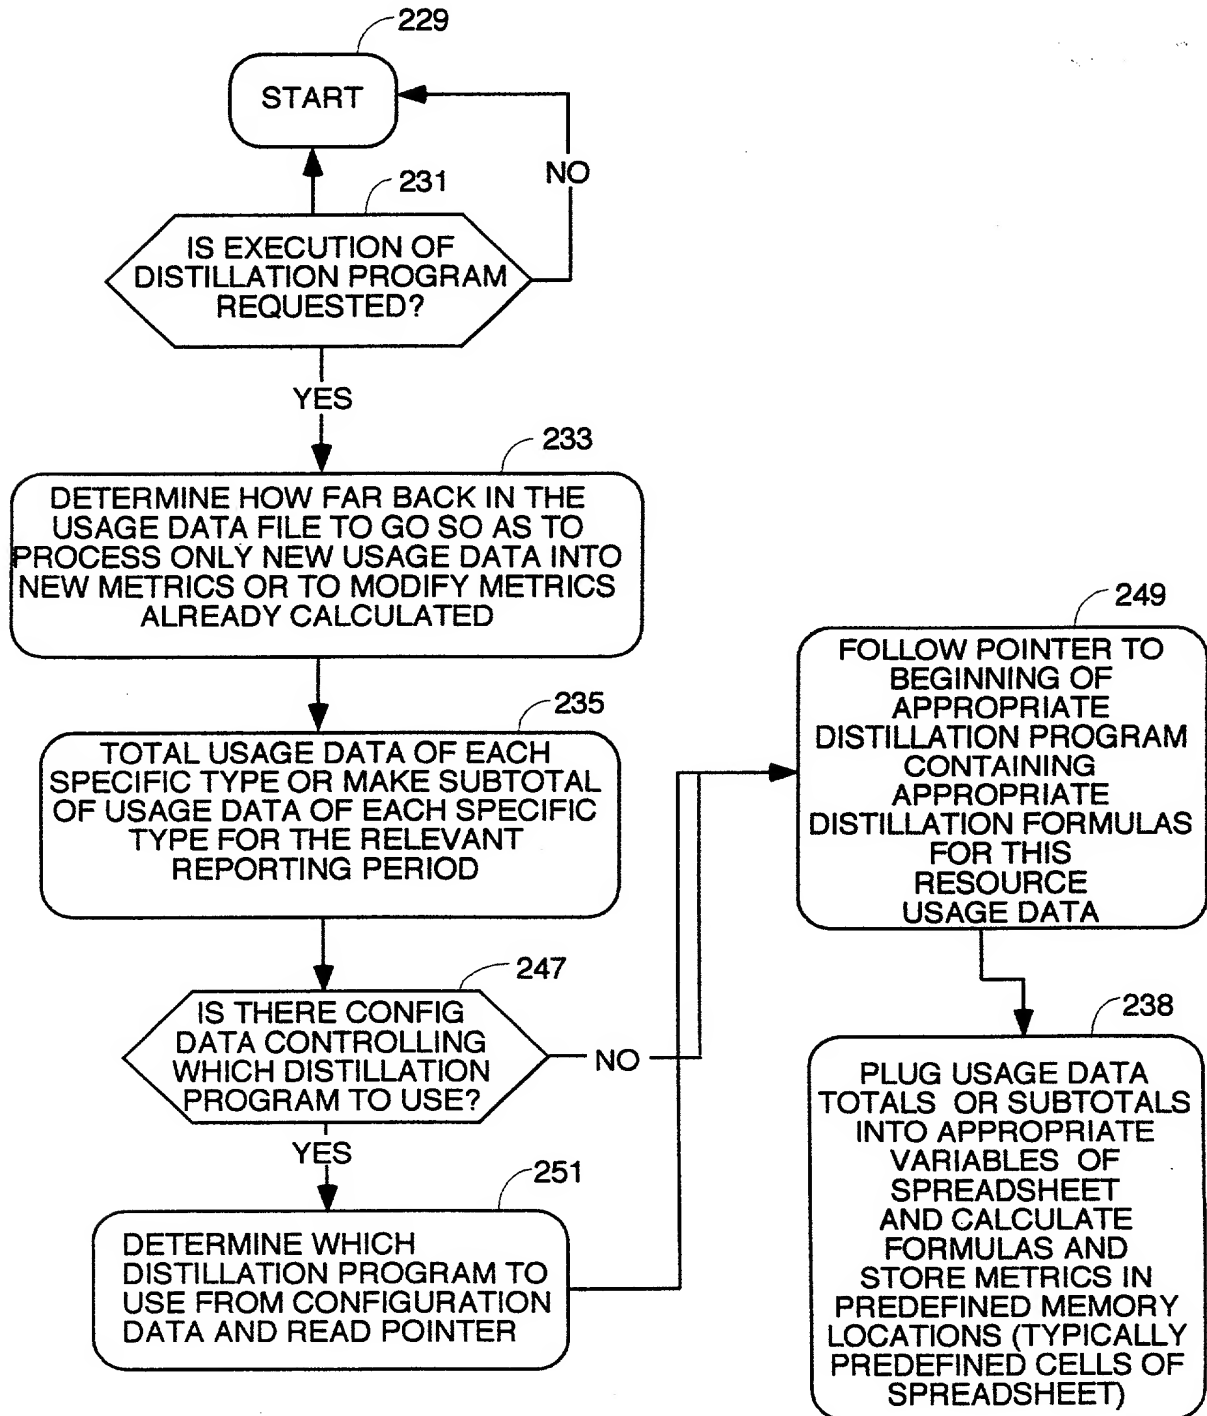 229
START
NO
231
IS EXECUTION OF
DISTILLATION PROGRAM
REQUESTED?
YES
233
DETERMINE HOW FAR BACK IN THE
USAGE DATA FILE TO GO SO AS TO
PROCESS ONLY NEW USAGE DATA INTO
NEW METRICS OR TO MODIFY METRICS
ALREADY CALCULATED
235
TOTAL USAGE DATA OF EACH
SPECIFIC TYPE OR MAKE SUBTOTAL
OF USAGE DATA OF EACH SPECIFIC
TYPE FOR THE RELEVANT
REPORTING PERIOD
247
IS THERE CONFIG
DATA CONTROLLING
WHICH DISTILLATION
PROGRAM TO USE?
NO
YES
251
DETERMINE WHICH
DISTILLATION PROGRAM TO
USE FROM CONFIGURATION
DATA AND READ POINTER
249
FOLLOW POINTER TO
BEGINNING OF
APPROPRIATE
DISTILLATION PROGRAM
CONTAINING
APPROPRIATE
DISTILLATION FORMULAS
FOR THIS
RESOURCE
USAGE DATA
238
PLUG USAGE DATA
TOTALS OR SUBTOTALS
INTO APPROPRIATE
VARIABLES OF
SPREADSHEET
AND CALCULATE
FORMULAS AND
STORE METRICS IN
PREDEFINED MEMORY
LOCATIONS (TYPICALLY
PREDEFINED CELLS OF
SPREADSHEET)